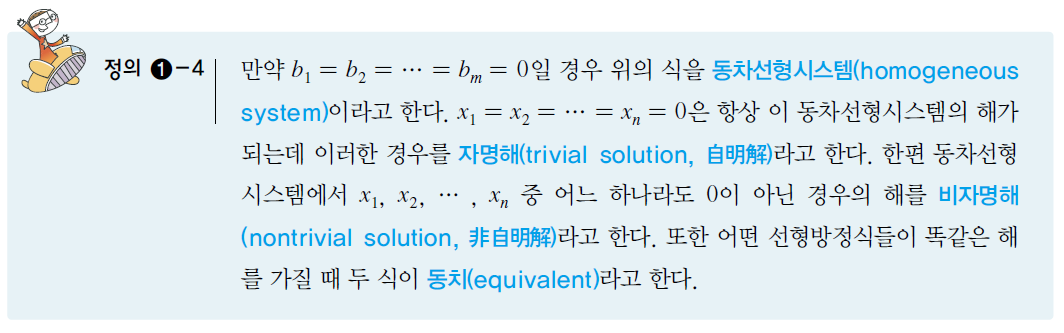 정의 ❶-4
만약 b₁ = b₂ = ⋯ = bₘ = 0일 경우 위의 식을 동차선형시스템(homogeneous
system)이라고 한다. x₁ = x₂ = ⋯ = xₙ = 0은 항상 이 동차선형시스템의 해가
되는데 이러한 경우를 자명해(trivial solution, 自明解)라고 한다. 한편 동차선형
시스템에서 x₁, x₂, ⋯ , xₙ 중 어느 하나라도 0이 아닌 경우의 해를 비자명해
(nontrivial solution, 非自明解)라고 한다. 또한 어떤 선형방정식들이 똑같은 해
를 가질 때 두 식이 동치(equivalent)라고 한다.